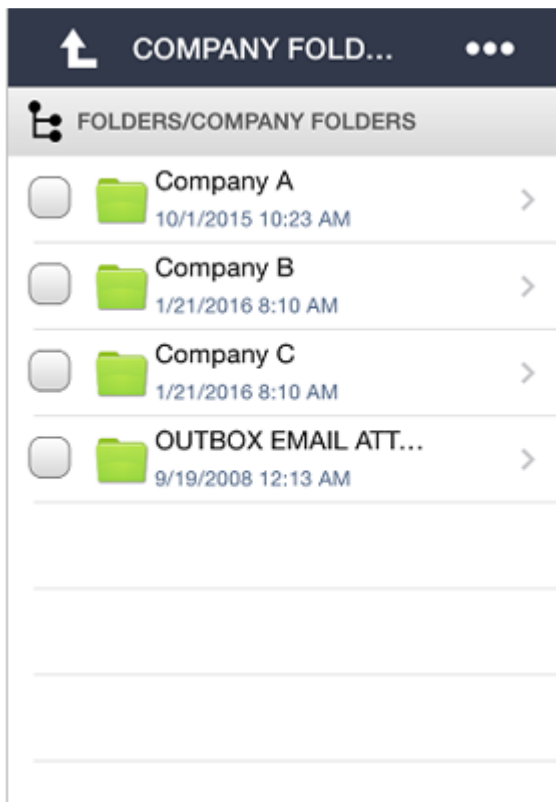 COMPANY FOLD...
FOLDERS/COMPANY FOLDERS
Company A
10/1/2015 10:23 AM
Company B
1/21/2016 8:10 AM
Company C
1/21/2016 8:10 AM
OUTBOX EMAIL ATT...
9/19/2008 12:13 AM